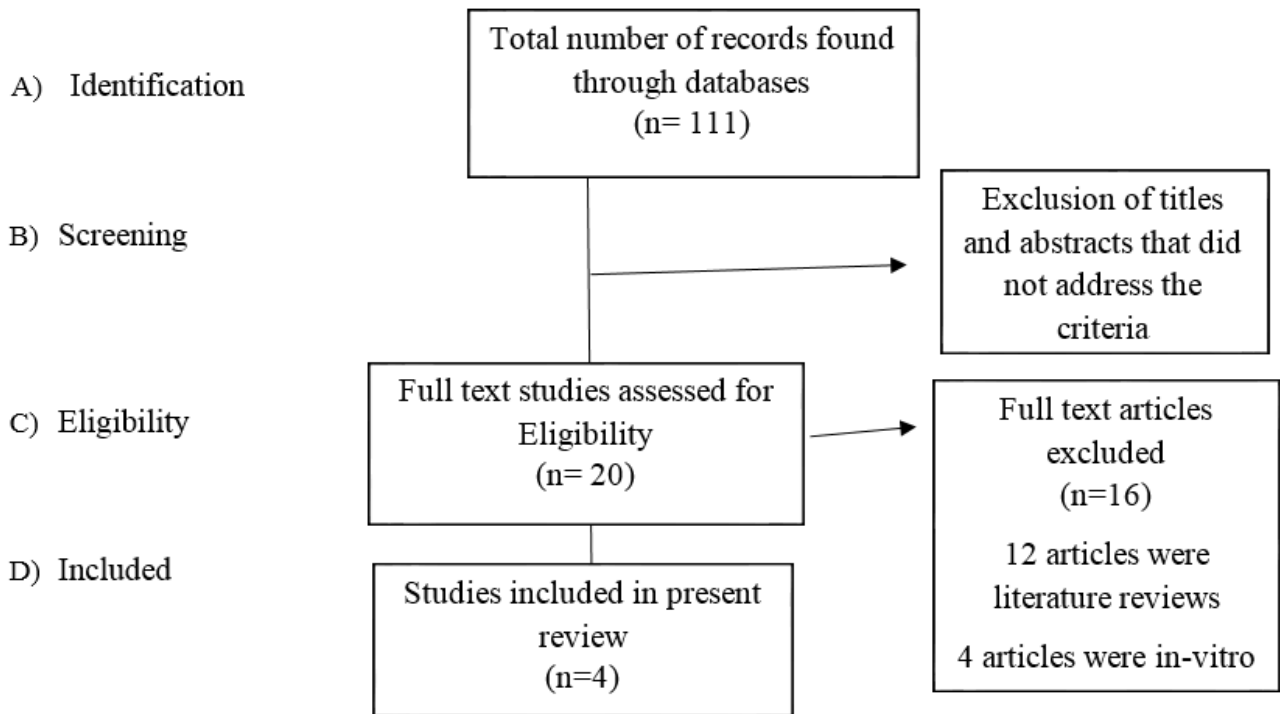 A) Identification
Total number of records found
through databases
(n= 111)
B) Screening
Exclusion of titles
and abstracts that did
not address the
criteria
C) Eligibility
Full text studies assessed for
Eligibility
(n= 20)
Full text articles
excluded
(n=16)
12 articles were
literature reviews
4 articles were in-vitro
D) Included
Studies included in present
review
(n=4)